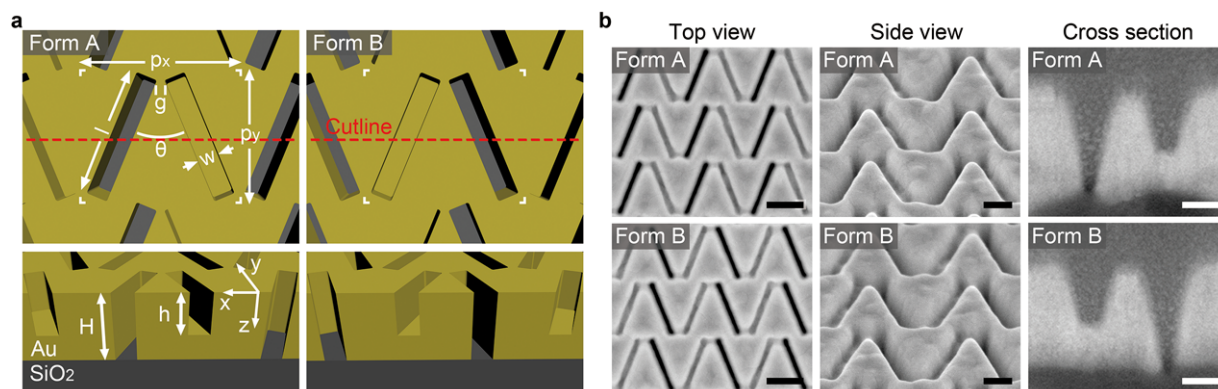 a
Form A
px
g
l
θ
w
py
Form B
Cutline
H
h
x
y
z
Au
SiO2
b
Top view
Side view
Cross section
Form A
Form A
Form A
Form B
Form B
Form B